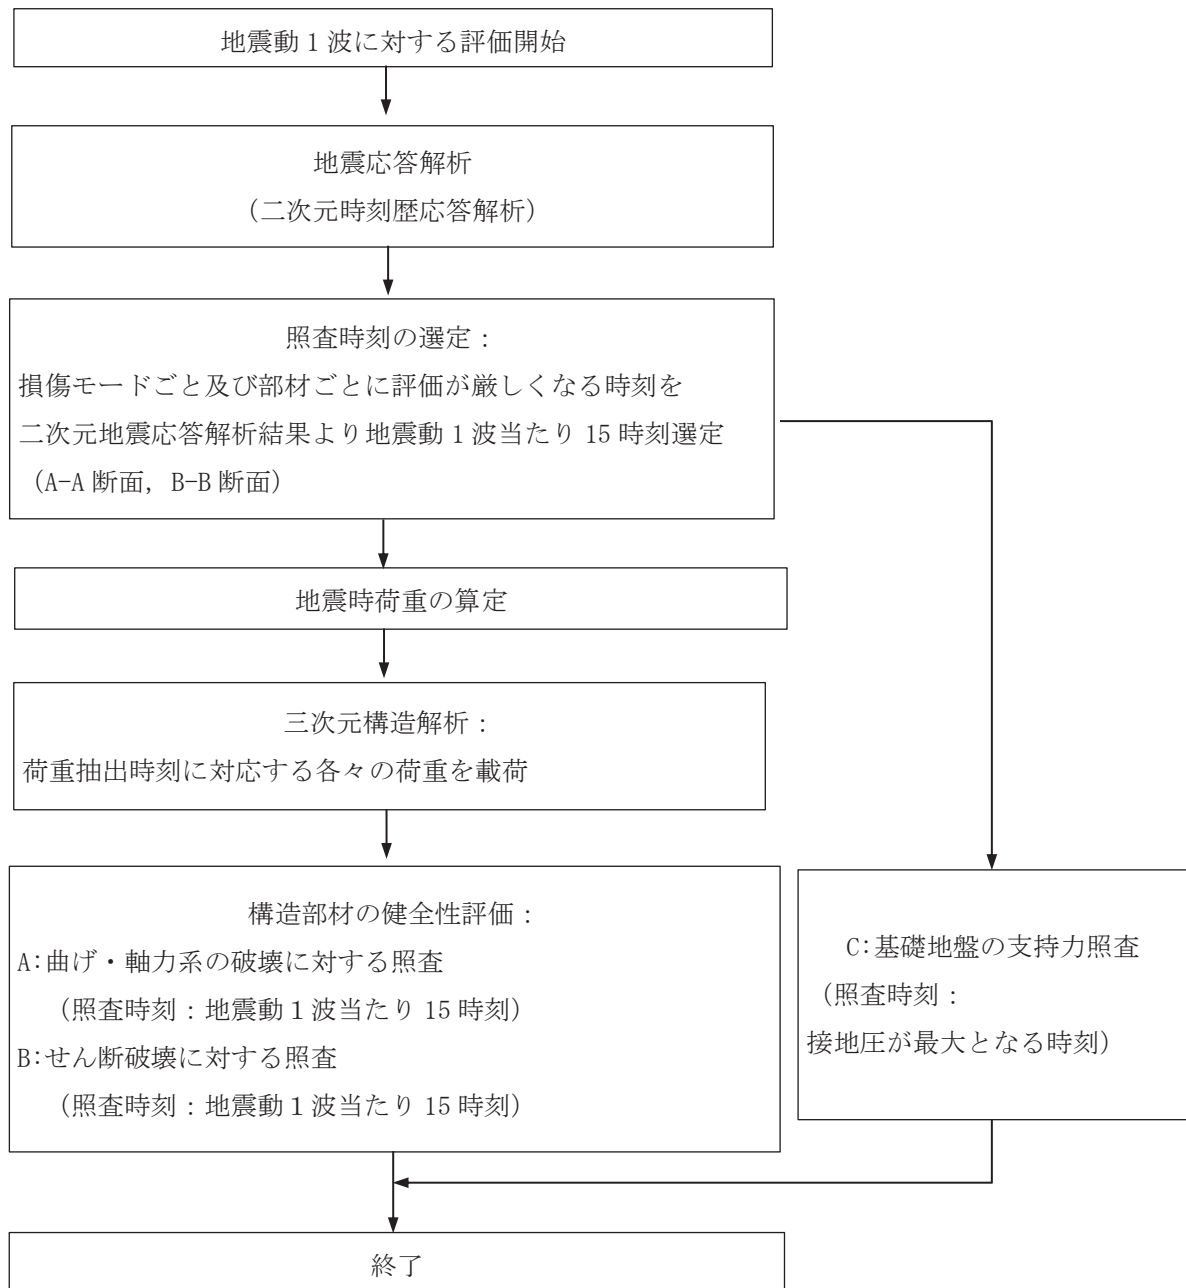 地震動 1 波に対する評価開始
地震応答解析
（二次元時刻歴応答解析）
照査時刻の選定：
損傷モードごと及び部材ごとに評価が厳しくなる時刻を
二次元地震応答解析結果より地震動 1 波当たり 15 時刻選定
（A-A 断面，B-B 断面）
地震時荷重の算定
三次元構造解析：
荷重抽出時刻に対応する各々の荷重を載荷
構造部材の健全性評価：
A:曲げ・軸力系の破壊に対する照査
（照査時刻：地震動１波当たり 15 時刻）
B:せん断破壊に対する照査
（照査時刻：地震動１波当たり 15 時刻）
C:基礎地盤の支持力照査
（照査時刻：
接地圧が最大となる時刻）
終了